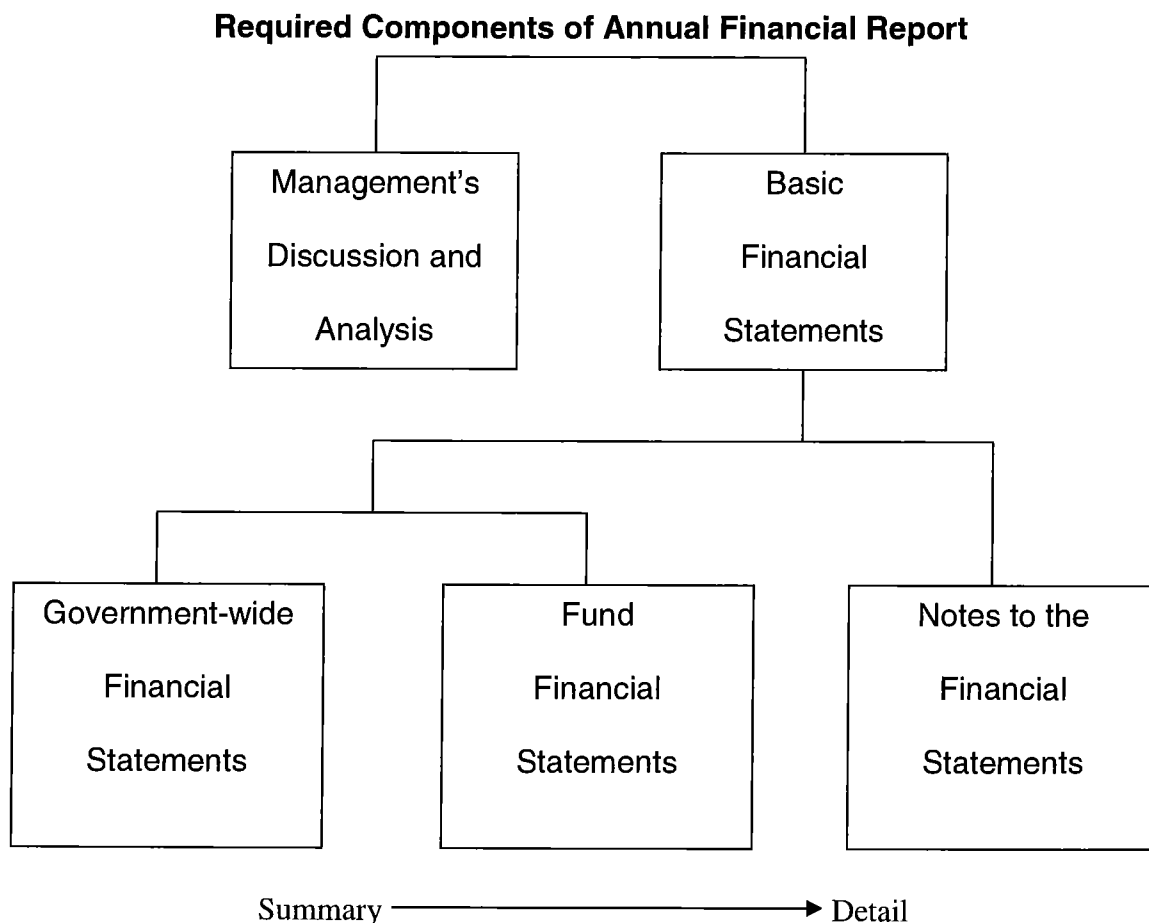 Required Components of Annual Financial Report
Management's
Discussion and
Analysis
Basic
Financial
Statements
Government-wide
Financial
Statements
Fund
Financial
Statements
Notes to the
Financial
Statements
Summary
Detail